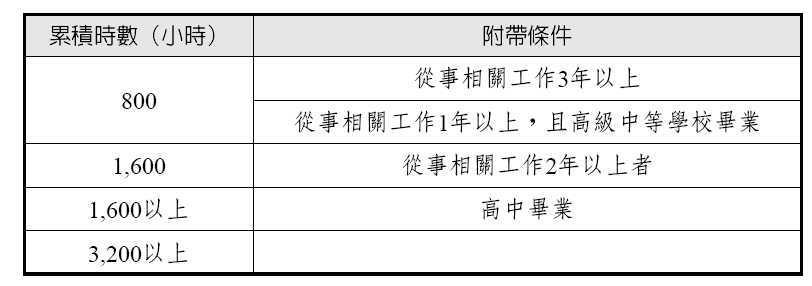 累積時數（小時） 附帶條件
800
從事相關工作3年以上
從事相關工作1年以上，且高級中等學校畢業
1,600 從事相關工作2年以上者
1,600以上 高中畢業
3,200以上